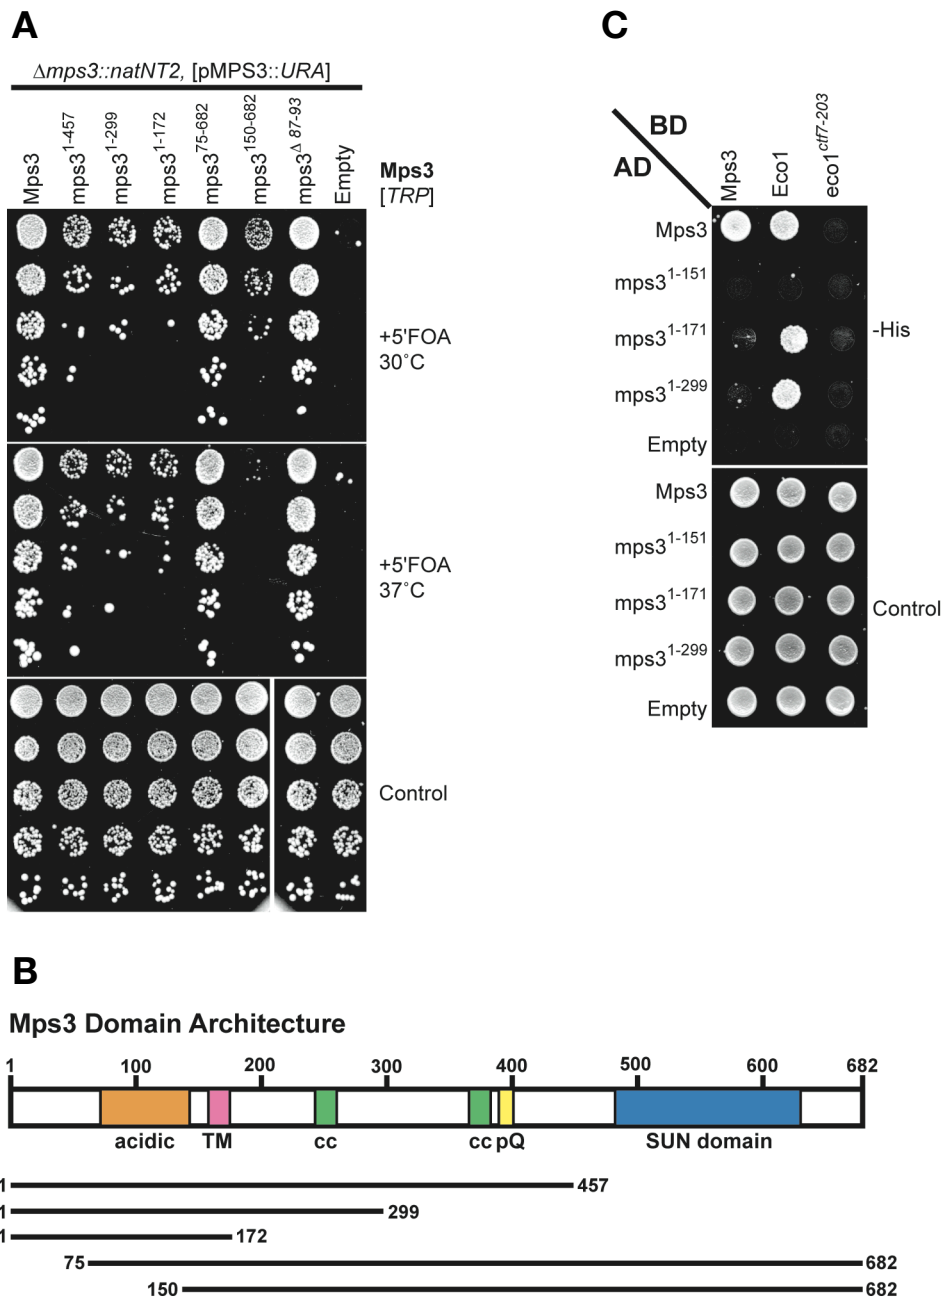 A
Δmps3::natNT2, [pMPS3::URA]
Mps3
mps3 1-457
mps3 1-299
mps3 1-172
mps3 75-682
mps3 150-682
mps3 Δ 87-93
Empty
Mps3
[TRP]
+5'FOA
30˚C
+5'FOA
37˚C
Control
C
BD
AD
Mps3
Eco1
eco1 ctf7-203
Mps3
mps3 1-151
mps3 1-171
mps3 1-299
Empty
-His
Mps3
mps3 1-151
mps3 1-171
mps3 1-299
Empty
Control
B
Mps3 Domain Architecture
1 100 200 300 400 500 600 682
acidic TM cc cc pQ SUN domain
1 457
1 299
1 172
75 682
150 682